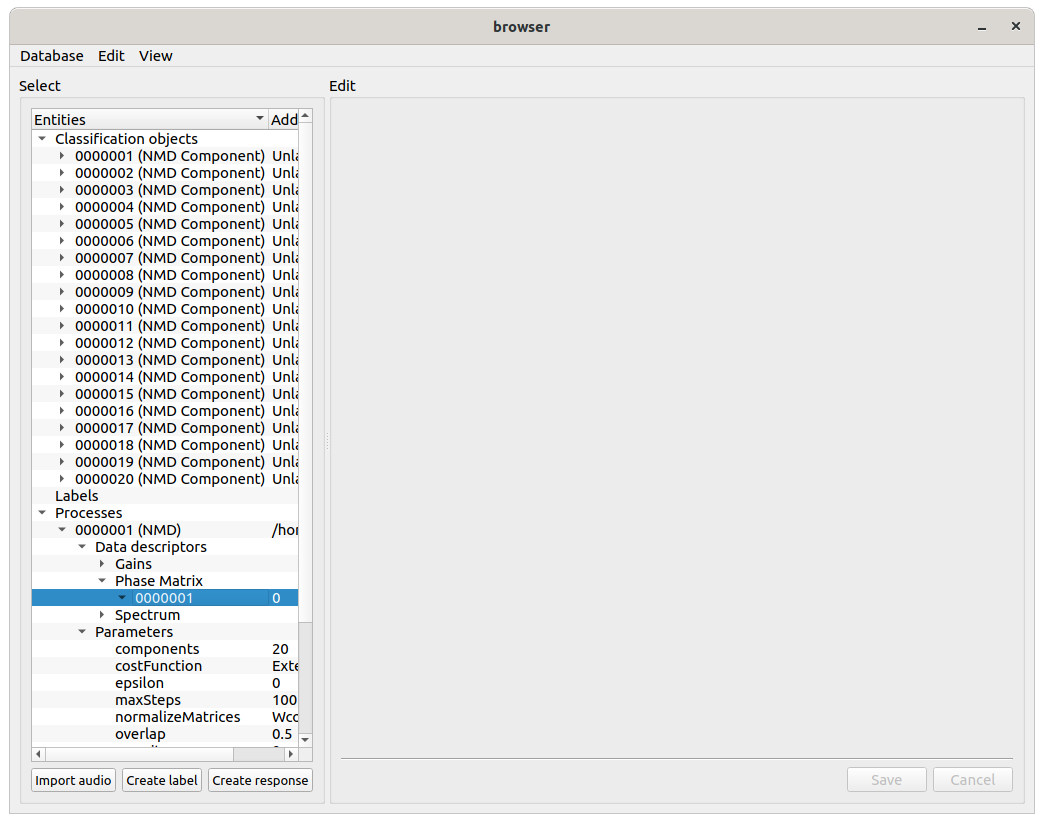 browser
Database Edit View
Select
Edit
Entities Add
Classification objects
0000001 (NMD Component) Unla
0000002 (NMD Component) Unla
0000003 (NMD Component) Unla
0000004 (NMD Component) Unla
0000005 (NMD Component) Unla
0000006 (NMD Component) Unla
0000007 (NMD Component) Unla
0000008 (NMD Component) Unla
0000009 (NMD Component) Unla
0000010 (NMD Component) Unla
0000011 (NMD Component) Unla
0000012 (NMD Component) Unla
0000013 (NMD Component) Unla
0000014 (NMD Component) Unla
0000015 (NMD Component) Unla
0000016 (NMD Component) Unla
0000017 (NMD Component) Unla
0000018 (NMD Component) Unla
0000019 (NMD Component) Unla
0000020 (NMD Component) Unla
Labels
Processes
0000001 (NMD) /hor
Data descriptors
Gains
Phase Matrix
0000001 0
Spectrum
Parameters
components 20
costFunction Exte
epsilon 0
maxSteps 100
normalizeMatrices Wco
overlap 0.5
Import audio Create label Create response
Save Cancel